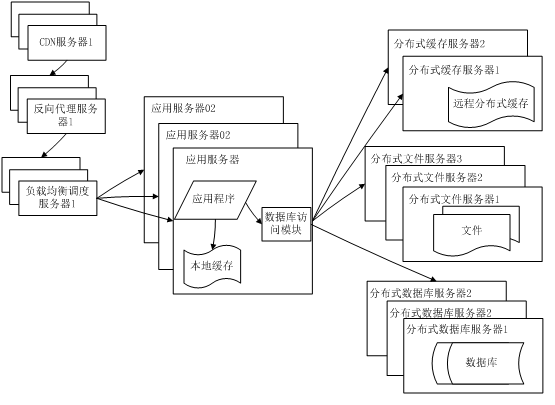 CDN服务器1
反向代理服务
器1
负载均衡调度
服务器1
应用服务器02
应用服务器02
应用服务器
应用程序
本地缓存
数据库访
问模块
分布式缓存服务器2
分布式缓存服务器1
远程分布式缓存
分布式文件服务器3
分布式文件服务器2
分布式文件服务器1
文件
分布式数据库服务器2
分布式数据库服务器2
分布式数据库服务器1
数据库